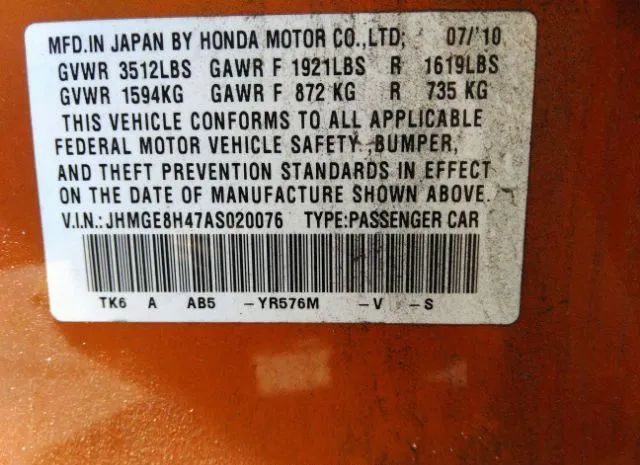 MFD.IN JAPAN BY HONDA MOTOR CO.,LTD; 07/'10
GVWR 3512LBS GAWR F 1921LBS R 1619LBS
GVWR 1594KG GAWR F 872 KG R 735 KG
THIS VEHICLE CONFORMS TO ALL APPLICABLE
FEDERAL MOTOR VEHICLE SAFETY ,BUMPER,
AND THEFT PREVENTION STANDARDS IN EFFECT
ON THE DATE OF MANUFACTURE SHOWN ABOVE.
V.I.N.: JHMGE8H47AS020076 TYPE:PASSENGER CAR
TK6 A AB5 -YR576M -V -S